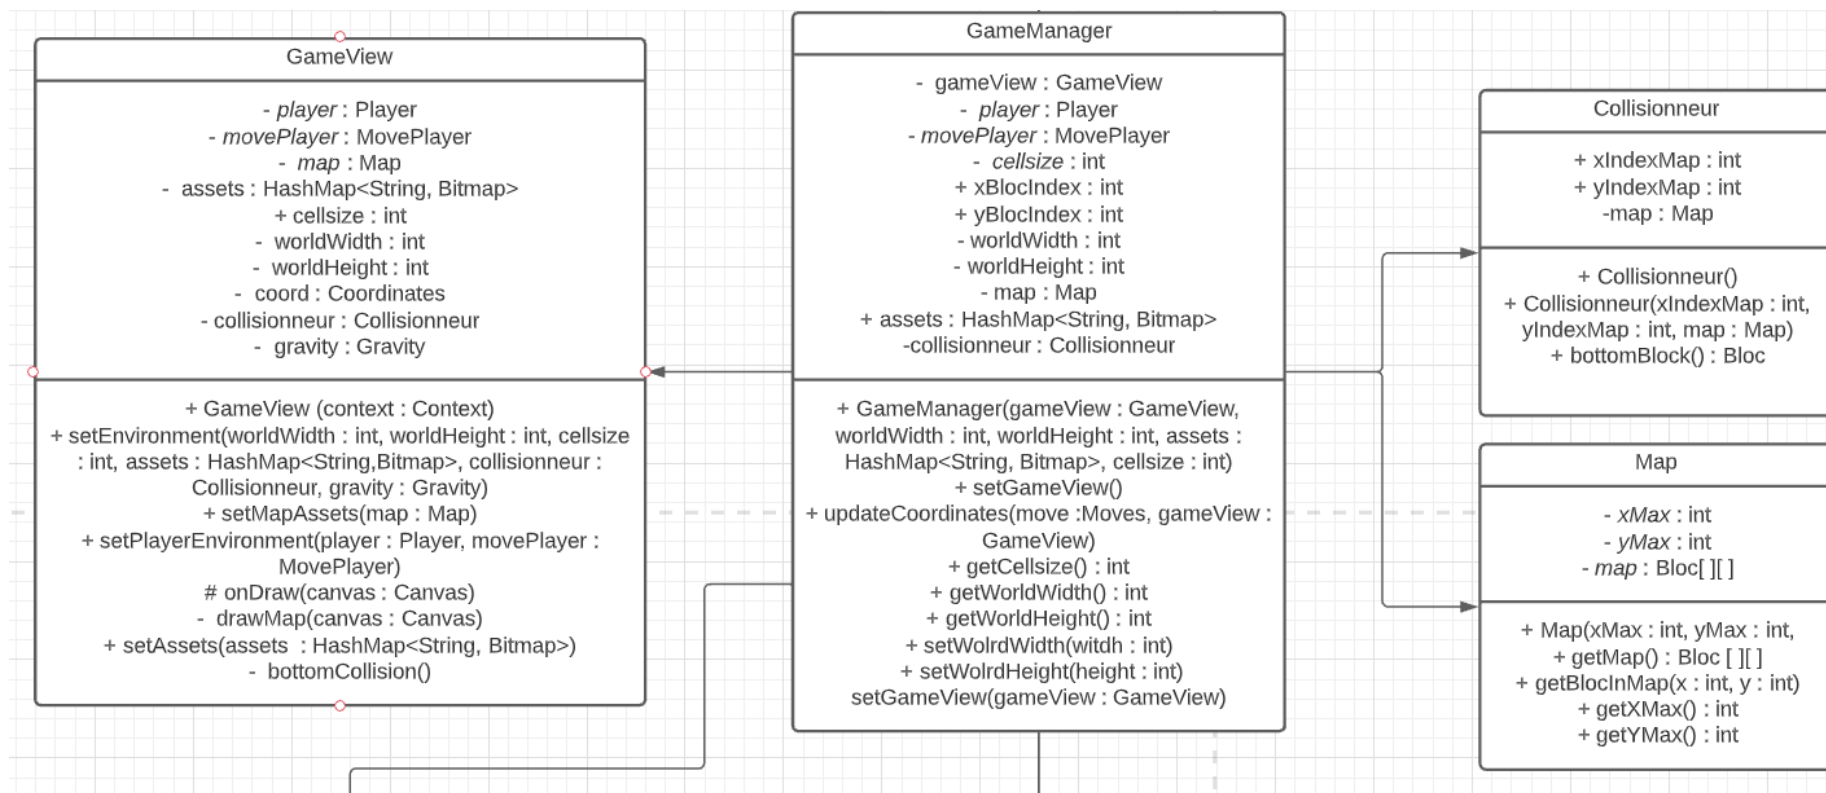 GameView
- player : Player
- movePlayer : MovePlayer
- map : Map
- assets : HashMap<String, Bitmap>
+ cellsize : int
- worldWidth : int
- worldHeight : int
- coord : Coordinates
- collisionneur : Collisionneur
- gravity : Gravity
+ GameView (context : Context)
+ setEnvironment(worldWidth : int, worldHeight : int, cellsize
: int, assets : HashMap<String,Bitmap>, collisionneur :
Collisionneur, gravity : Gravity)
+ setMapAssets(map : Map)
+ setPlayerEnvironment(player : Player, movePlayer :
MovePlayer)
# onDraw(canvas : Canvas)
- drawMap(canvas : Canvas)
+ setAssets(assets : HashMap<String, Bitmap>)
- bottomCollision()
GameManager
- gameView : GameView
- player : Player
- movePlayer : MovePlayer
- cellsize : int
+ xBlocIndex : int
+ yBlocIndex : int
- worldWidth : int
- worldHeight : int
- map : Map
+ assets : HashMap<String, Bitmap>
-collisionneur : Collisionneur
+ GameManager(gameView : GameView,
worldWidth : int, worldHeight : int, assets :
HashMap<String, Bitmap>, cellsize : int)
+ setGameView()
+ updateCoordinates(move :Moves, gameView :
GameView)
+ getCellsize() : int
+ getWorldWidth() : int
+ getWorldHeight() : int
+ setWolrdWidth(witdh : int)
+ setWolrdHeight(height : int)
setGameView(gameView : GameView)
Collisionneur
+ xIndexMap : int
+ yIndexMap : int
-map : Map
+ Collisionneur()
+ Collisionneur(xIndexMap : int,
yIndexMap : int, map : Map)
+ bottomBlock() : Bloc
Map
- xMax : int
- yMax : int
- map : Bloc[ ][ ]
+ Map(xMax : int, yMax : int,
+ getMap() : Bloc [ ][ ]
+ getBlocInMap(x : int, y : int)
+ getXMax() : int
+ getYMax() : int